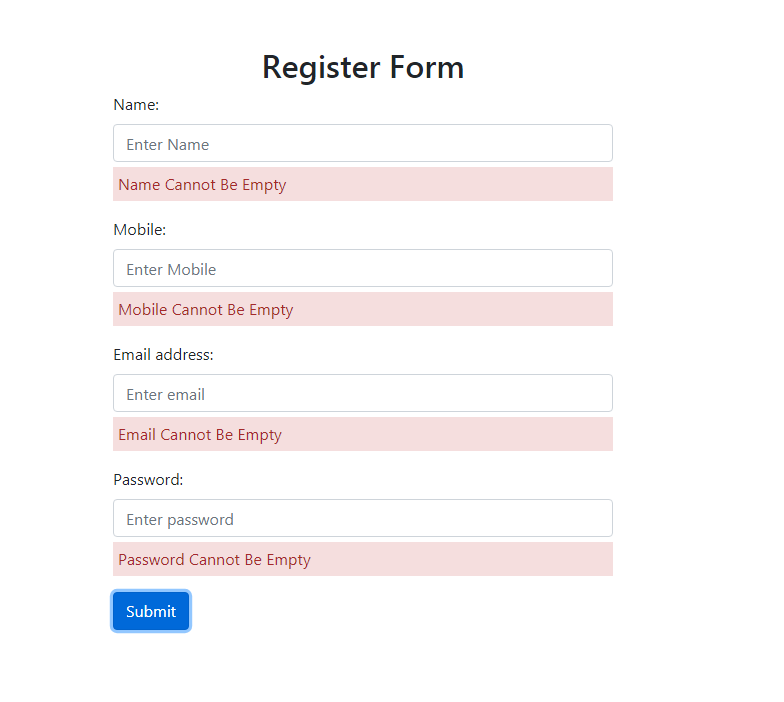 Register Form
Name:
Enter Name
Name Cannot Be Empty
Mobile:
Enter Mobile
Mobile Cannot Be Empty
Email address:
Enter email
Email Cannot Be Empty
Password:
Enter password
Password Cannot Be Empty
Submit